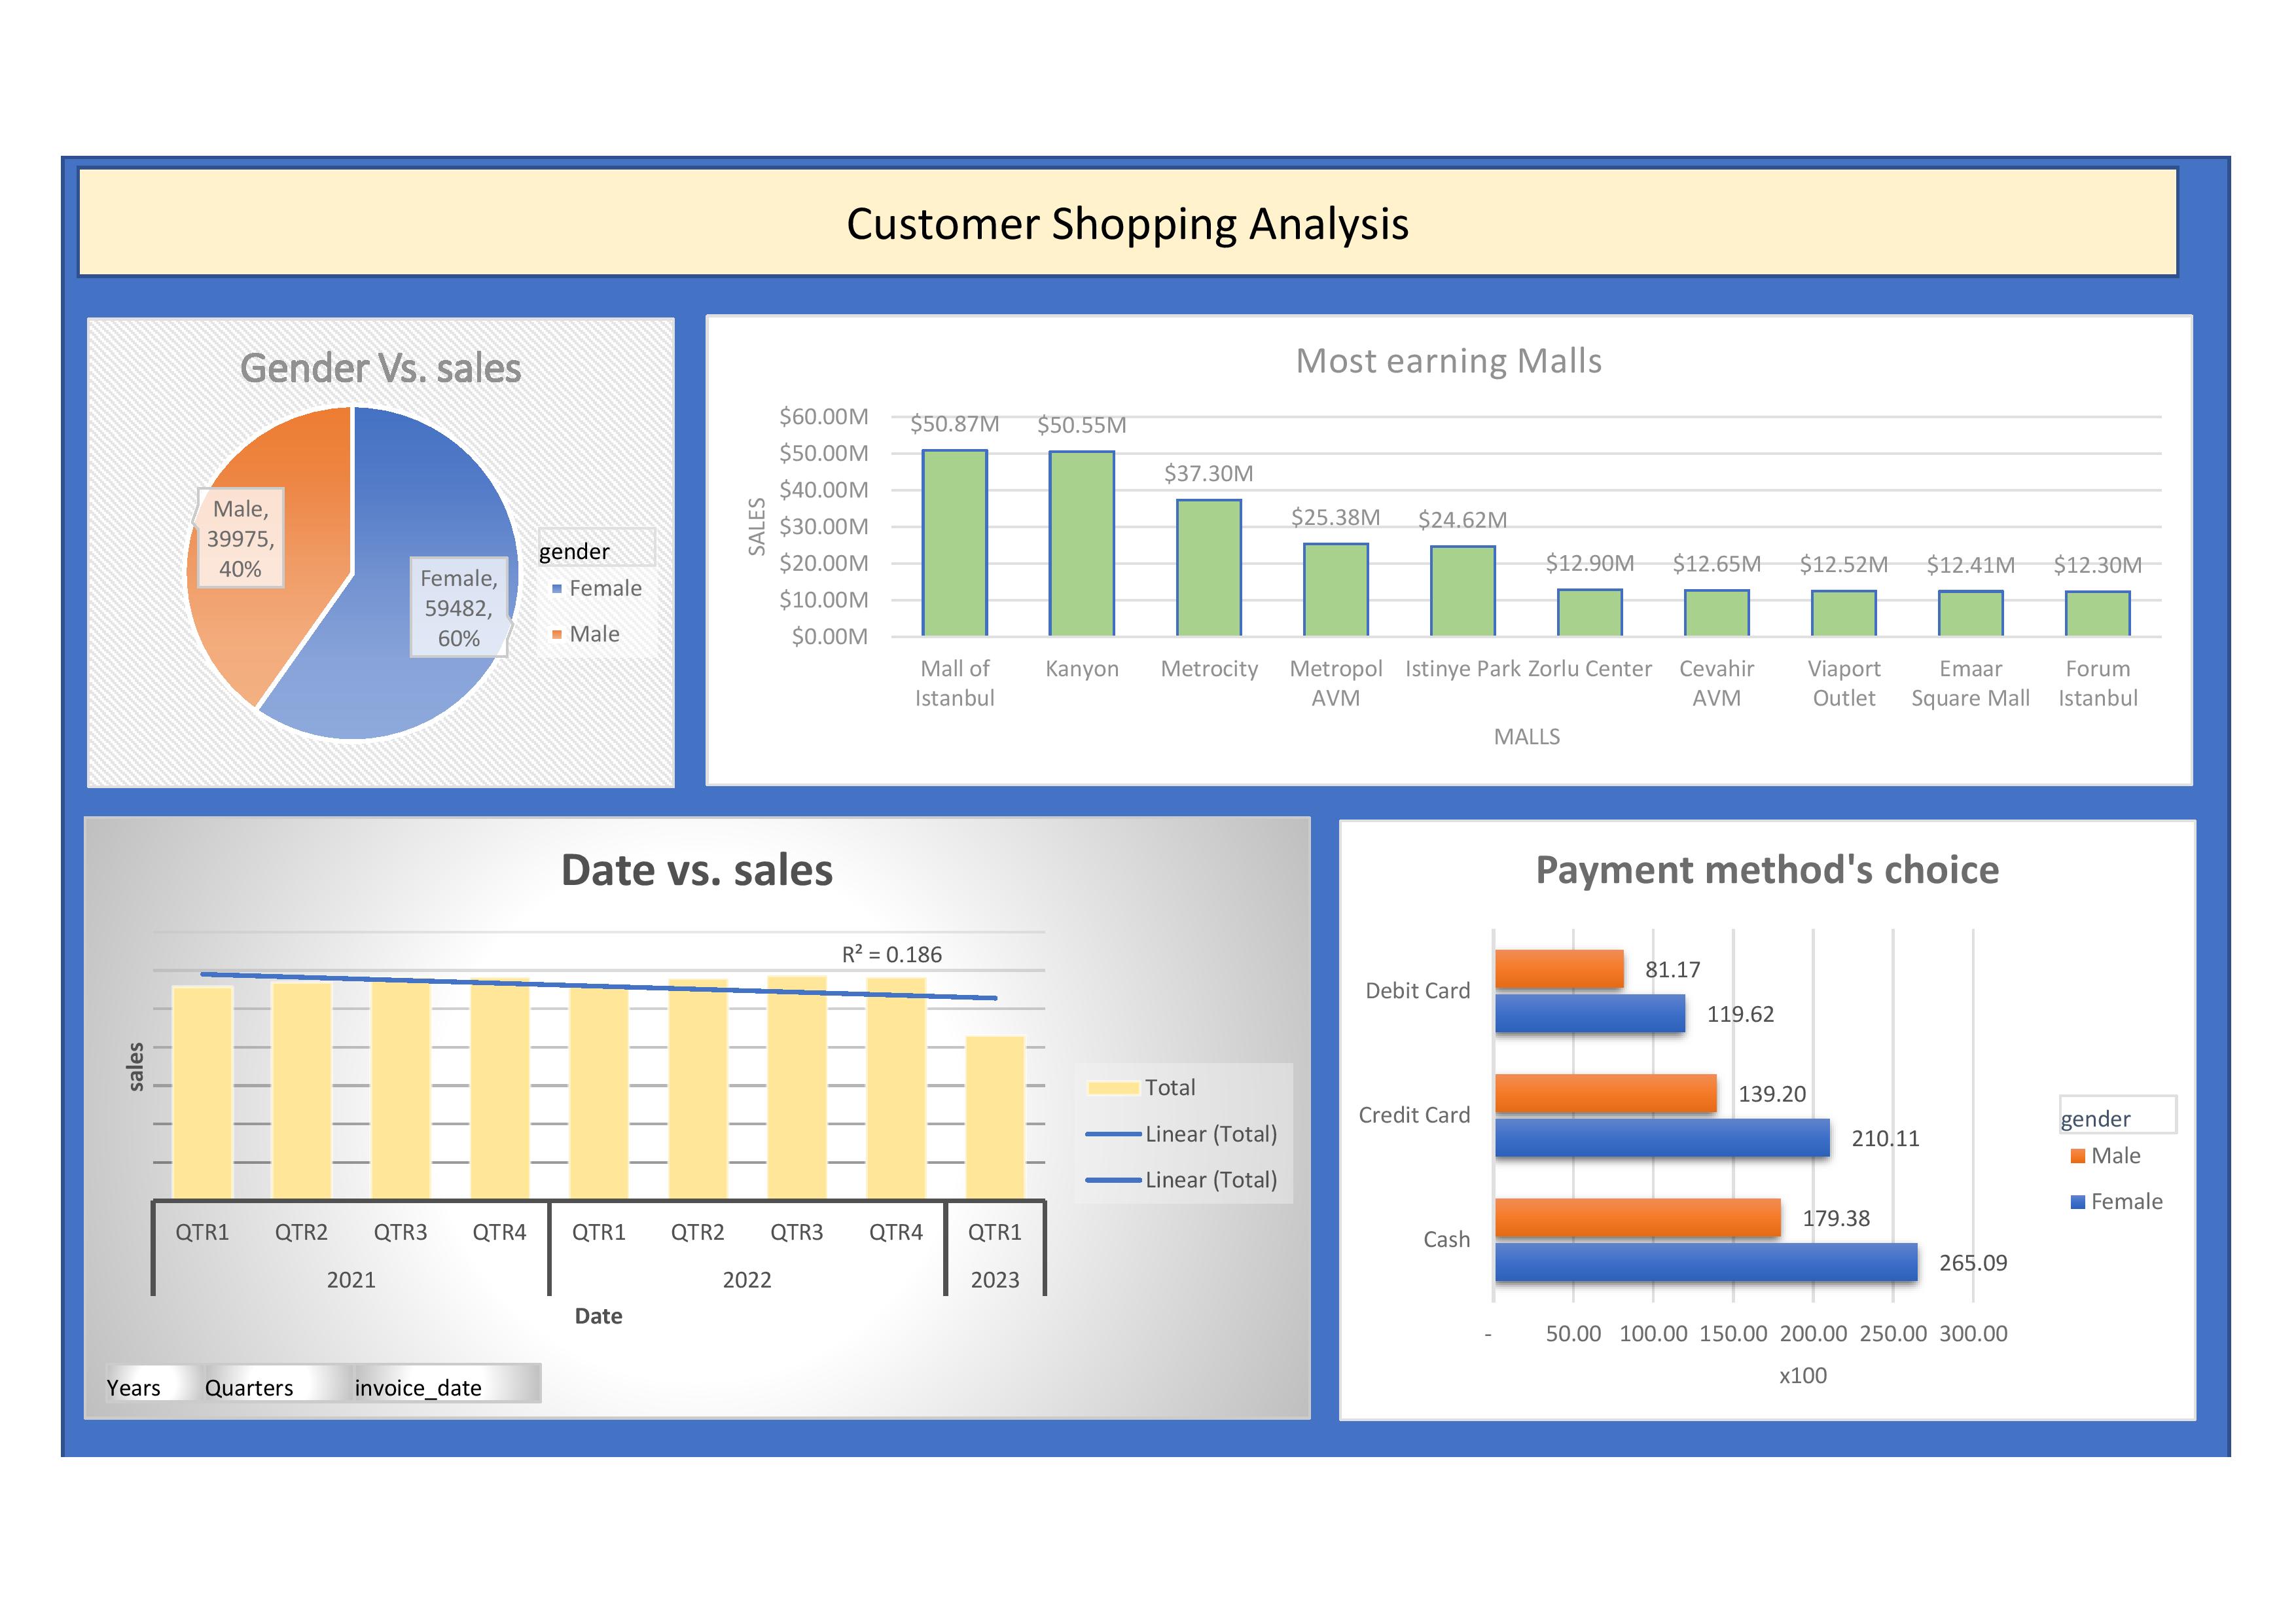 Customer Shopping Analysis
Gender Vs. sales
Male,
39975,
40%
Female,
59482,
60%
gender
Female
Male
Most earning Malls
SALES
$60.00M
$50.00M
$40.00M
$30.00M
$20.00M
$10.00M
$0.00M
$50.87M
$50.55M
$37.30M
$25.38M
$24.62M
$12.90M
$12.65M
$12.52M
$12.41M
$12.30M
Mall of
Istanbul
Kanyon
Metrocity
Metropol
AVM
Istinye Park
Zorlu Center
Cevahir
AVM
Viaport
Outlet
Emaar
Square Mall
Forum
Istanbul
MALLS
Date vs. sales
R² = 0.186
sales
Total
Linear (Total)
Linear (Total)
QTR1 QTR2 QTR3 QTR4 QTR1 QTR2 QTR3 QTR4 QTR1
2021 2022 2023
Date
Years Quarters invoice_date
Payment method's choice
Debit Card
81.17
119.62
Credit Card
139.20
210.11
Cash
179.38
265.09
- 50.00 100.00 150.00 200.00 250.00 300.00
x100
gender
Male
Female